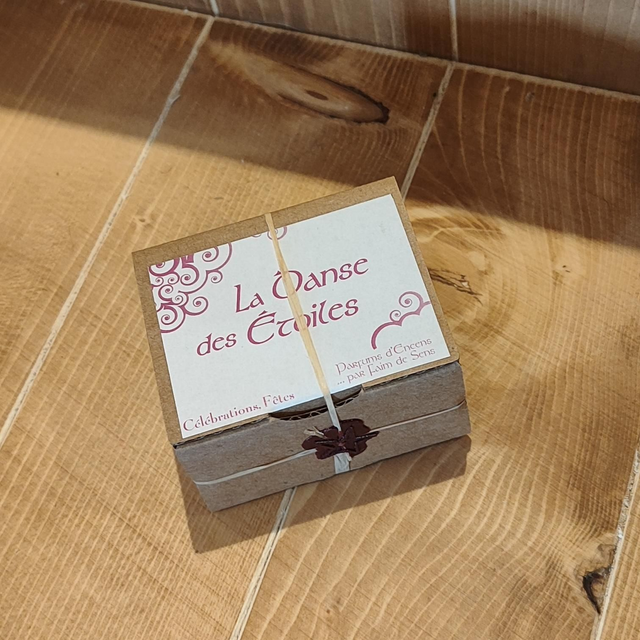 La Danse
des Étoiles
Parfums d'Encens
... par Faim de Sens
Célébrations, Fêtes